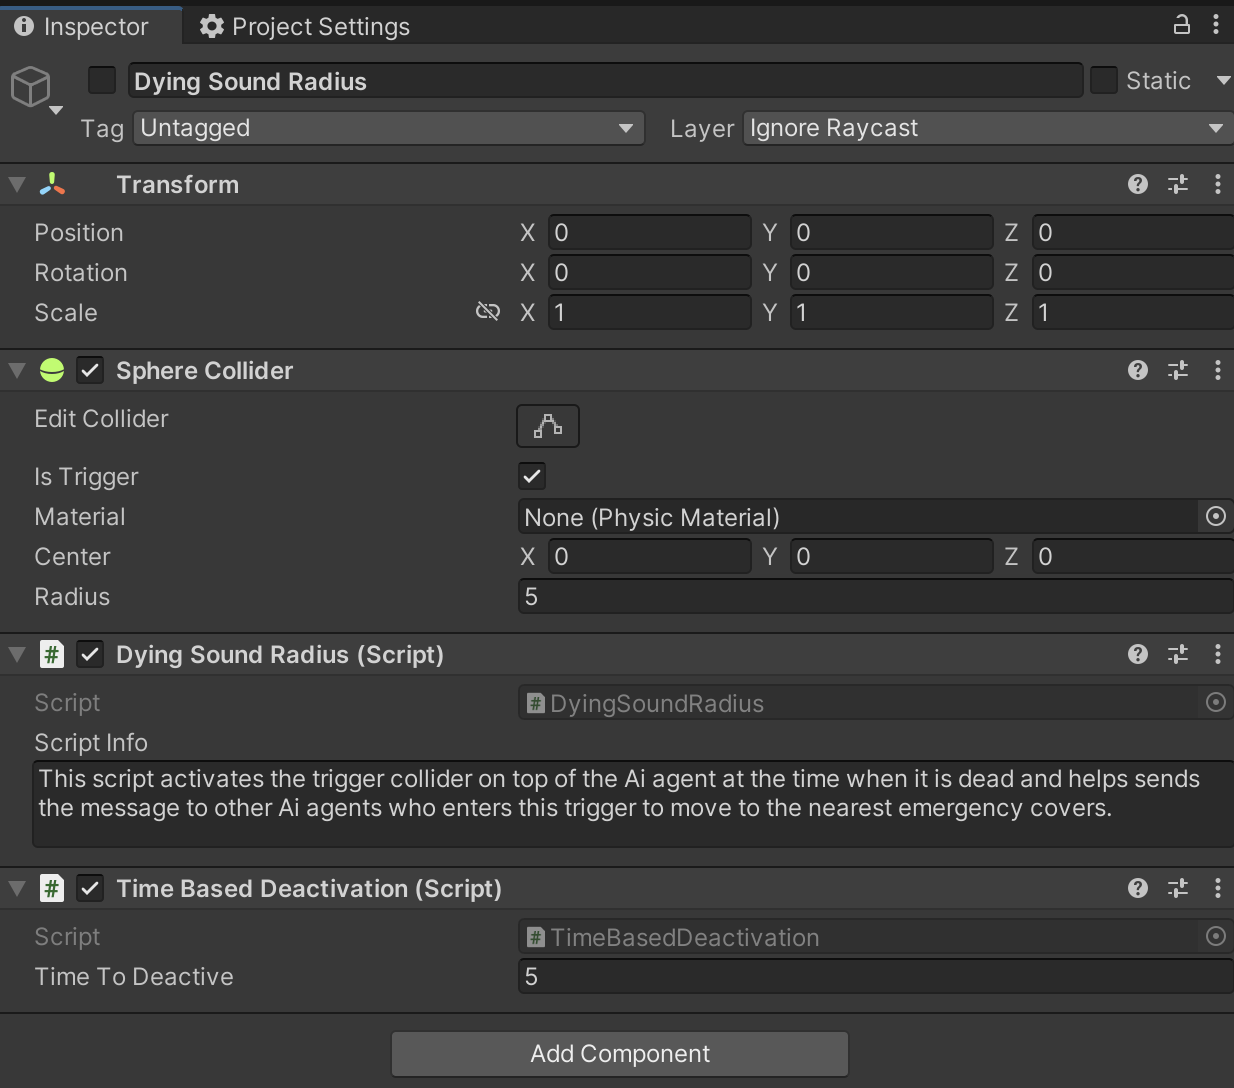 Inspector Project Settings
Dying Sound Radius Static
Tag Untagged Layer Ignore Raycast
Transform
Position X 0 Y 0 Z 0
Rotation X 0 Y 0 Z 0
Scale X 1 Y 1 Z 1
Sphere Collider
Edit Collider
Is Trigger
Material None (Physic Material)
Center X 0 Y 0 Z 0
Radius 5
# Dying Sound Radius (Script)
Script # DyingSoundRadius
Script Info
This script activates the trigger collider on top of the Ai agent at the time when it is dead and helps sends
the message to other Ai agents who enters this trigger to move to the nearest emergency covers.
# Time Based Deactivation (Script)
Script # TimeBasedDeactivation
Time To Deactive 5
Add Component